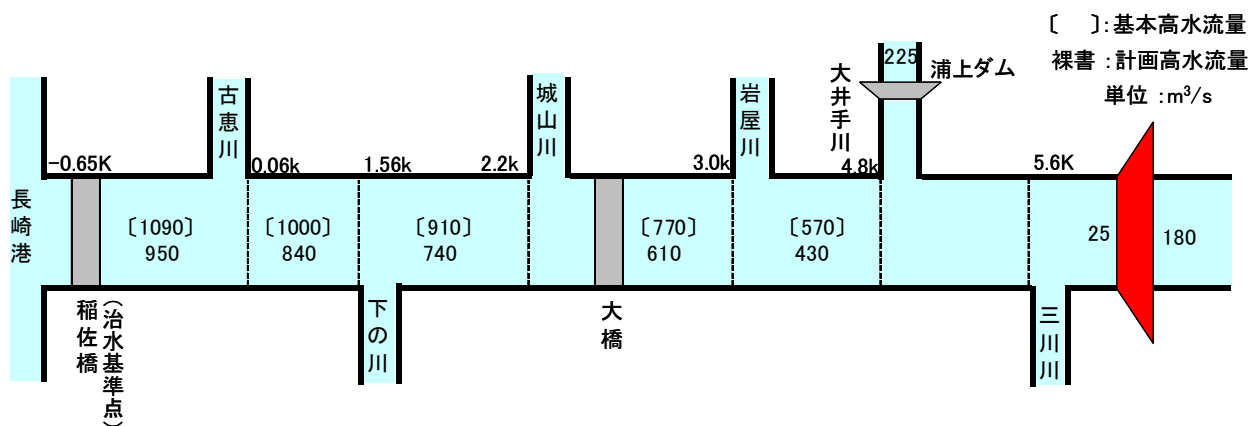 〔　〕：基本高水流量
裸書：計画高水流量
単位：m³/s
225
浦上ダム
大井手川
古恵川
城山川
岩屋川
-0.65K
0.06k
1.56k
2.2k
3.0k
4.8k
5.6K
長崎港
〔1090〕
950
〔1000〕
840
〔910〕
740
〔770〕
610
〔570〕
430
25
180
稲佐橋
（治水基準点）
下の川
大橋
三川川